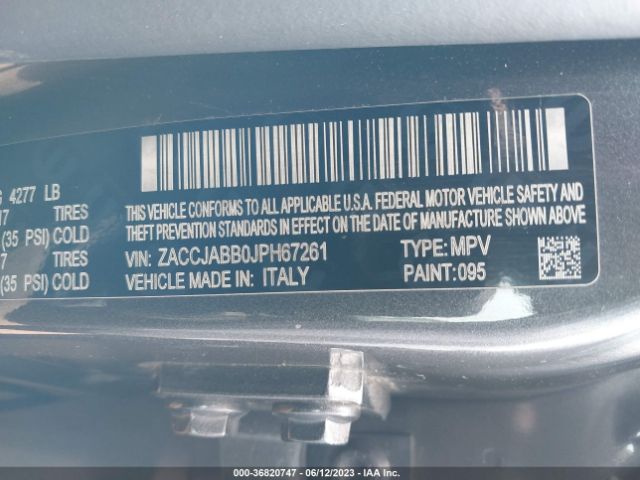 G 4277 LB
TIRES
(35 PSI) COLD
TIRES
(35 PSI) COLD
THIS VEHICLE CONFORMS TO ALL APPLICABLE U.S.A. FEDERAL MOTOR VEHICLE SAFETY AND
THEFT PREVENTION STANDARDS IN EFFECT ON THE DATE OF MANUFACTURE SHOWN ABOVE
VIN: ZACCJABB0JPH67261 TYPE: MPV
VEHICLE MADE IN: ITALY PAINT: 095
000-36820747 - 06/12/2023 - IAA Inc.